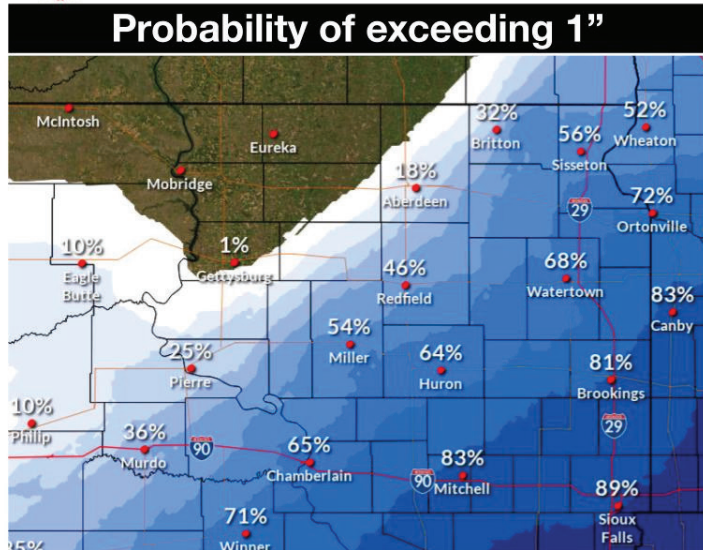 Probability of exceeding 1”
McIntosh
Eureka
Mobridge
32%
Britton
52%
Wheaton
56%
Sisseton
18%
Aberdeen
29
72%
Ortonville
10%
Eagle
Butte
1%
Gettysburg
46%
Redfield
68%
Watertown
83%
Canby
54%
Miller
64%
Huron
25%
Pierre
81%
Brookings
10%
Philip
36%
Murdo
90
65%
Chamberlain
29
90
83%
Mitchell
89%
Sioux
Falls
71%
Winner